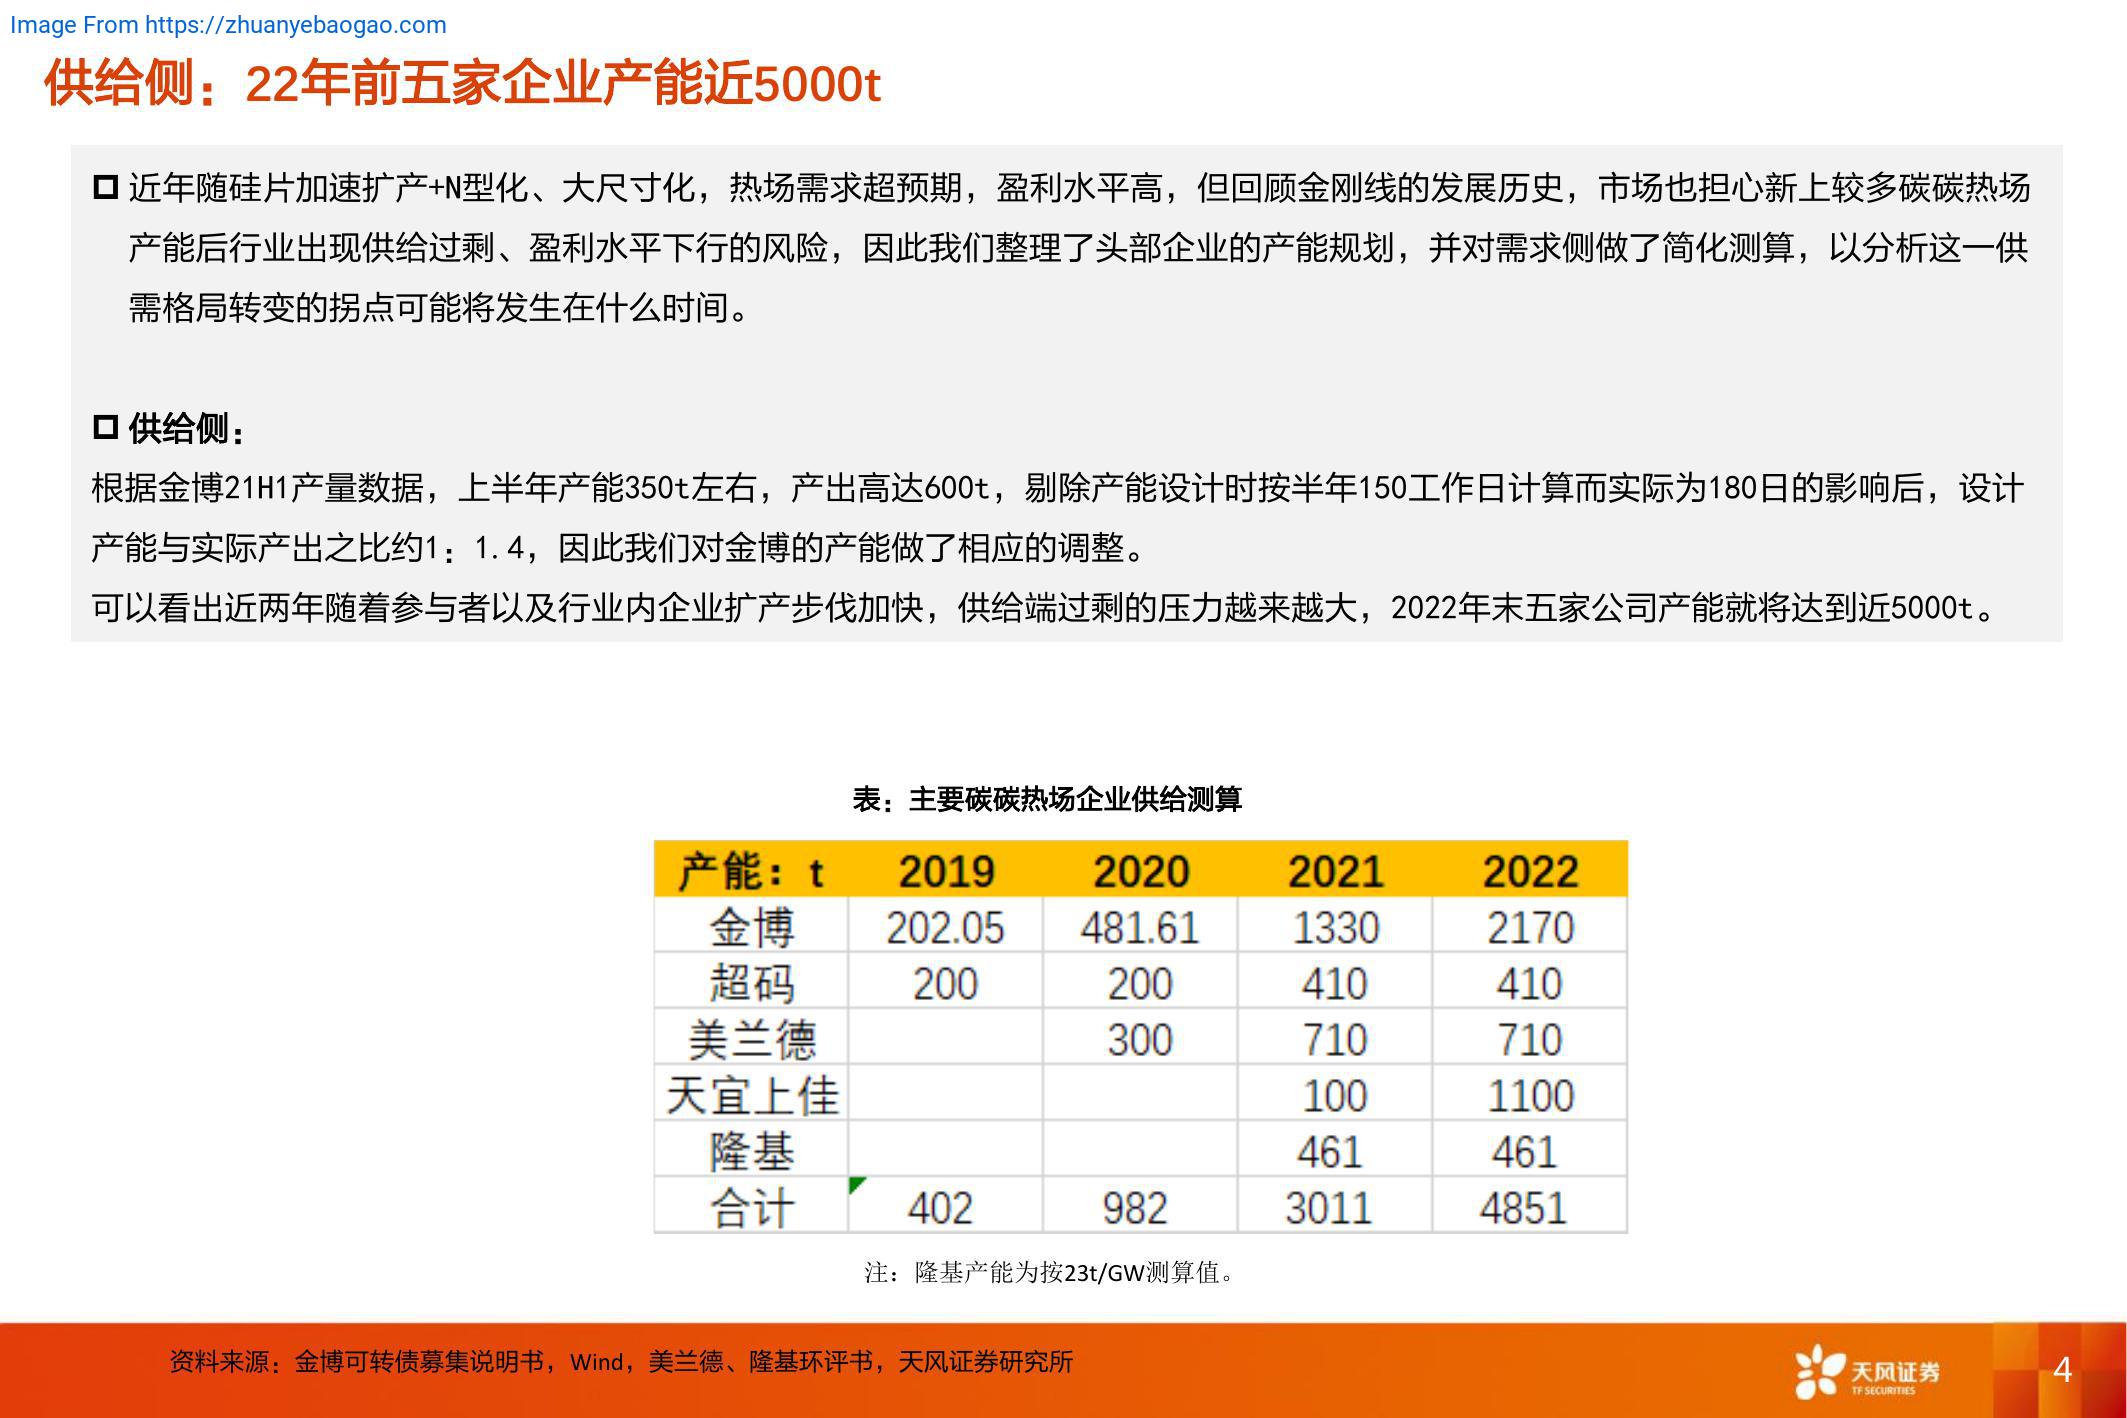 Image From https://zhuanyebaogao.com
供给侧：22年前五家企业产能近5000t
近年随硅片加速扩产+N型化、大尺寸化，热场需求超预期，盈利水平高，但回顾金刚线的发展历史，市场也担心新上较多碳碳热场
产能后行业出现供给过剩、盈利水平下行的风险，因此我们整理了头部企业的产能规划，并对需求侧做了简化测算，以分析这一供
需格局转变的拐点可能将发生在什么时间。
供给侧：
根据金博21H1产量数据，上半年产能350t左右，产出高达600t，剔除产能设计时按半年150工作日计算而实际为180日的影响后，设计
产能与实际产出之比约1：1.4，因此我们对金博的产能做了相应的调整。
可以看出近两年随着参与者以及行业内企业扩产步伐加快，供给端过剩的压力越来越大，2022年末五家公司产能就将达到近5000t。
表：主要碳碳热场企业供给测算
产能：t 2019 2020 2021 2022
金博 202.05 481.61 1330 2170
超码 200 200 410 410
美兰德 300 710 710
天宜上佳 100 1100
隆基 461 461
合计 402 982 3011 4851
注：隆基产能为按23t/GW测算值。
资料来源：金博可转债募集说明书，Wind，美兰德、隆基环评书，天风证券研究所
天风证券
TF SECURITIES
4